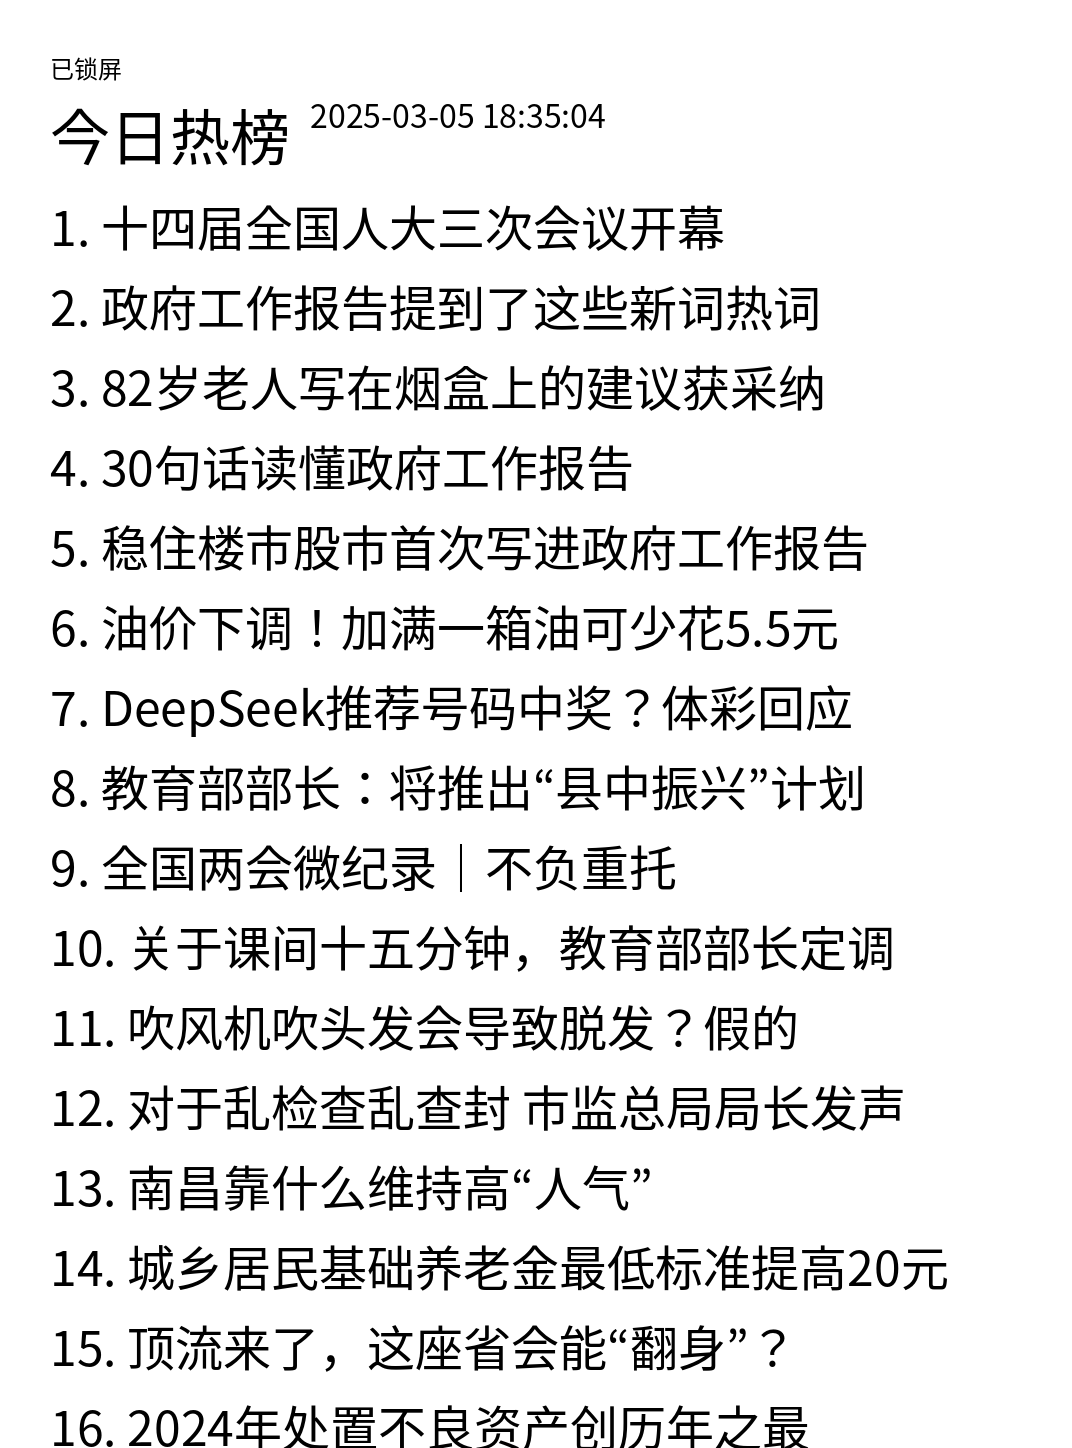 已锁屏
今日热榜 2025-03-05 18:35:04
1. 十四届全国人大三次会议开幕
2. 政府工作报告提到了这些新词热词
3. 82岁老人写在烟盒上的建议获采纳
4. 30句话读懂政府工作报告
5. 稳住楼市股市首次写进政府工作报告
6. 油价下调！加满一箱油可少花5.5元
7. DeepSeek推荐号码中奖？体彩回应
8. 教育部部长：将推出“县中振兴”计划
9. 全国两会微纪录｜不负重托
10. 关于课间十五分钟，教育部部长定调
11. 吹风机吹头发会导致脱发？假的
12. 对于乱检查乱查封 市监总局局长发声
13. 南昌靠什么维持高“人气”
14. 城乡居民基础养老金最低标准提高20元
15. 顶流来了，这座省会能“翻身”？
16. 2024年处置不良资产创历年之最